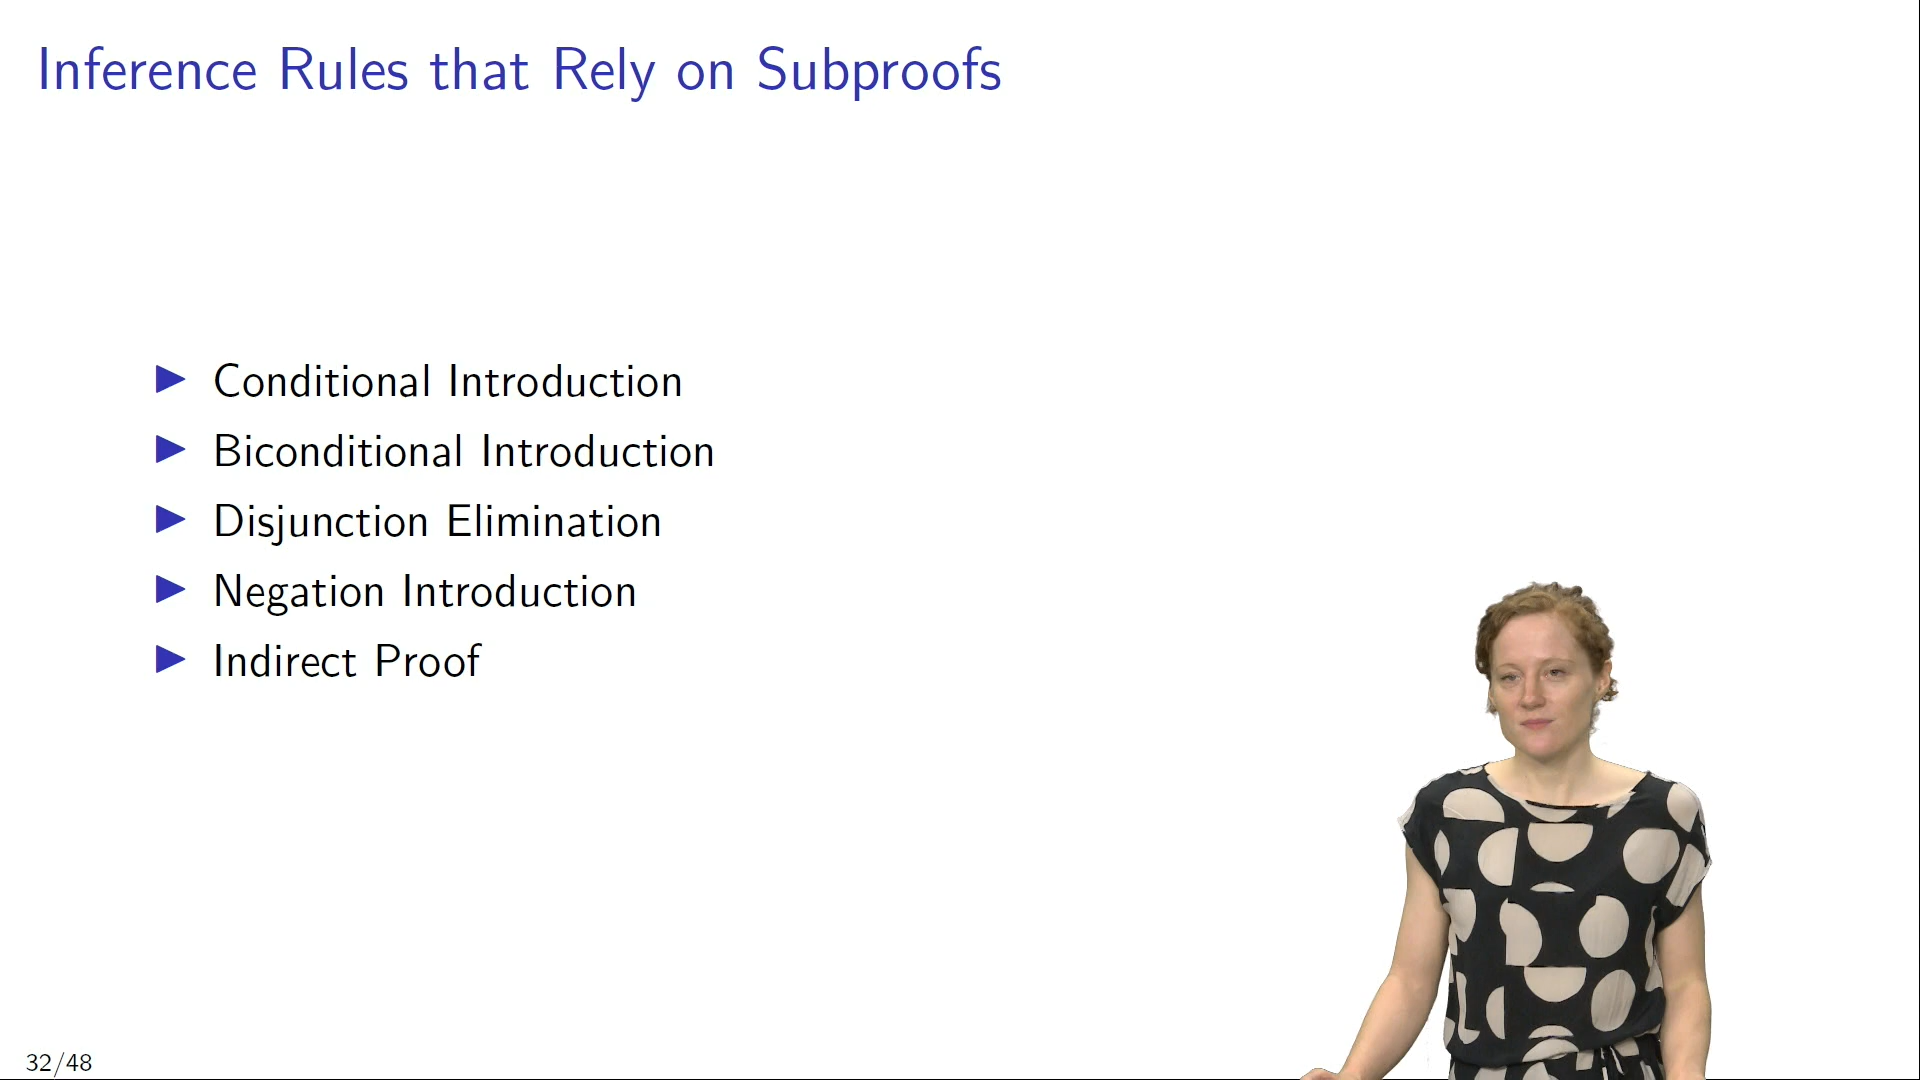 Inference Rules that Rely on Subproofs
Conditional Introduction
Biconditional Introduction
Disjunction Elimination
Negation Introduction
Indirect Proof
32/48